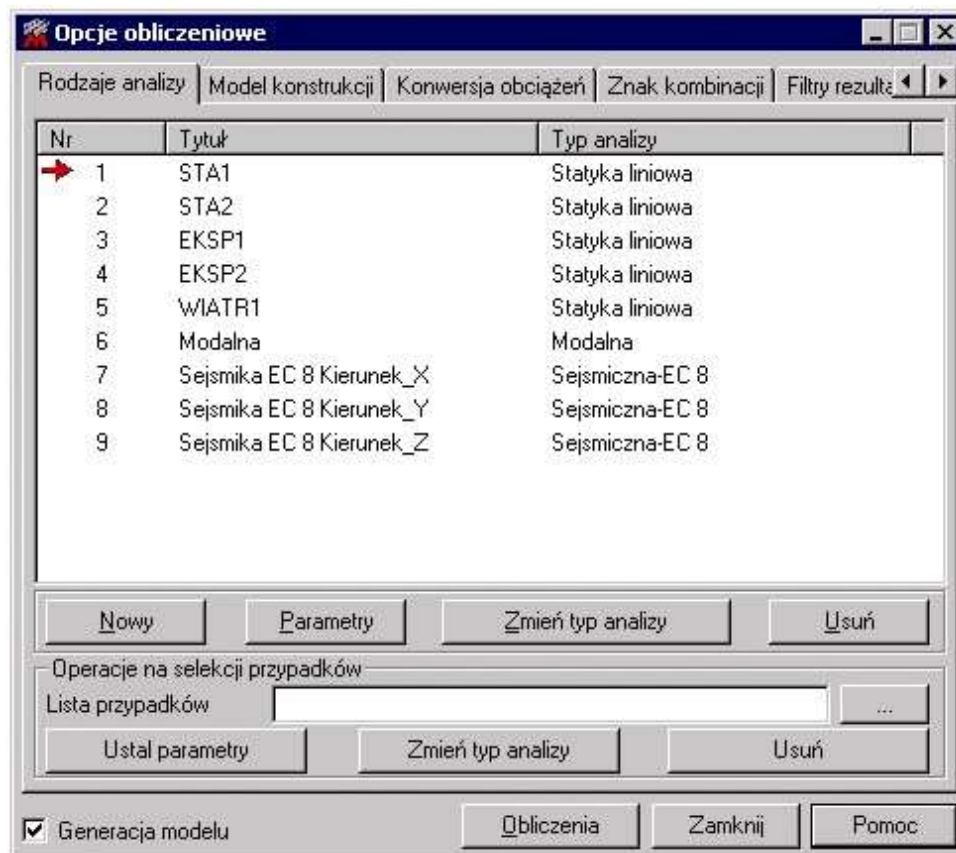 Opcje obliczeniowe
Rodzaje analizy Model konstrukcji Konwersja obciążeń Znak kombinacji Filtry rezulta
Nr Tytuł Typ analizy
1 STA1 Statyka liniowa
2 STA2 Statyka liniowa
3 EKSP1 Statyka liniowa
4 EKSP2 Statyka liniowa
5 WIATR1 Statyka liniowa
6 Modalna Modalna
7 Sejsmika EC 8 Kierunek_X Sejsmiczna-EC 8
8 Sejsmika EC 8 Kierunek_Y Sejsmiczna-EC 8
9 Sejsmika EC 8 Kierunek_Z Sejsmiczna-EC 8
Nowy Parametry Zmień typ analizy Usuń
Operacje na selekcji przypadków
Lista przypadków ...
Ustal parametry Zmień typ analizy Usuń
Generacja modelu Obliczenia Zamknij Pomoc